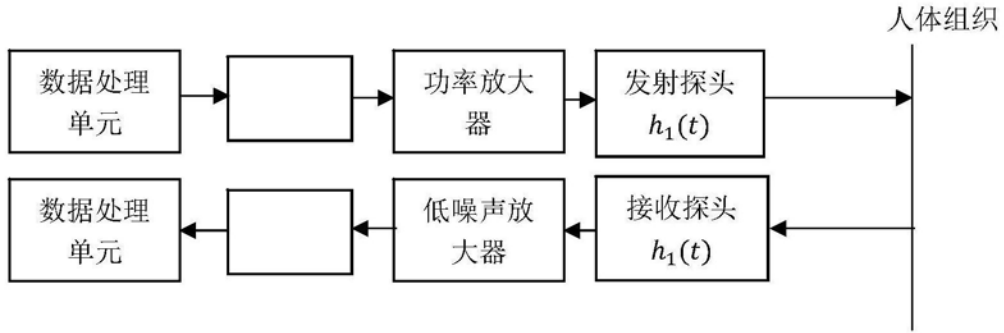 人体组织
数据处理
单元
功率放大
器
发射探头
h₁(t)
数据处理
单元
低噪声放
大器
接收探头
h₁(t)